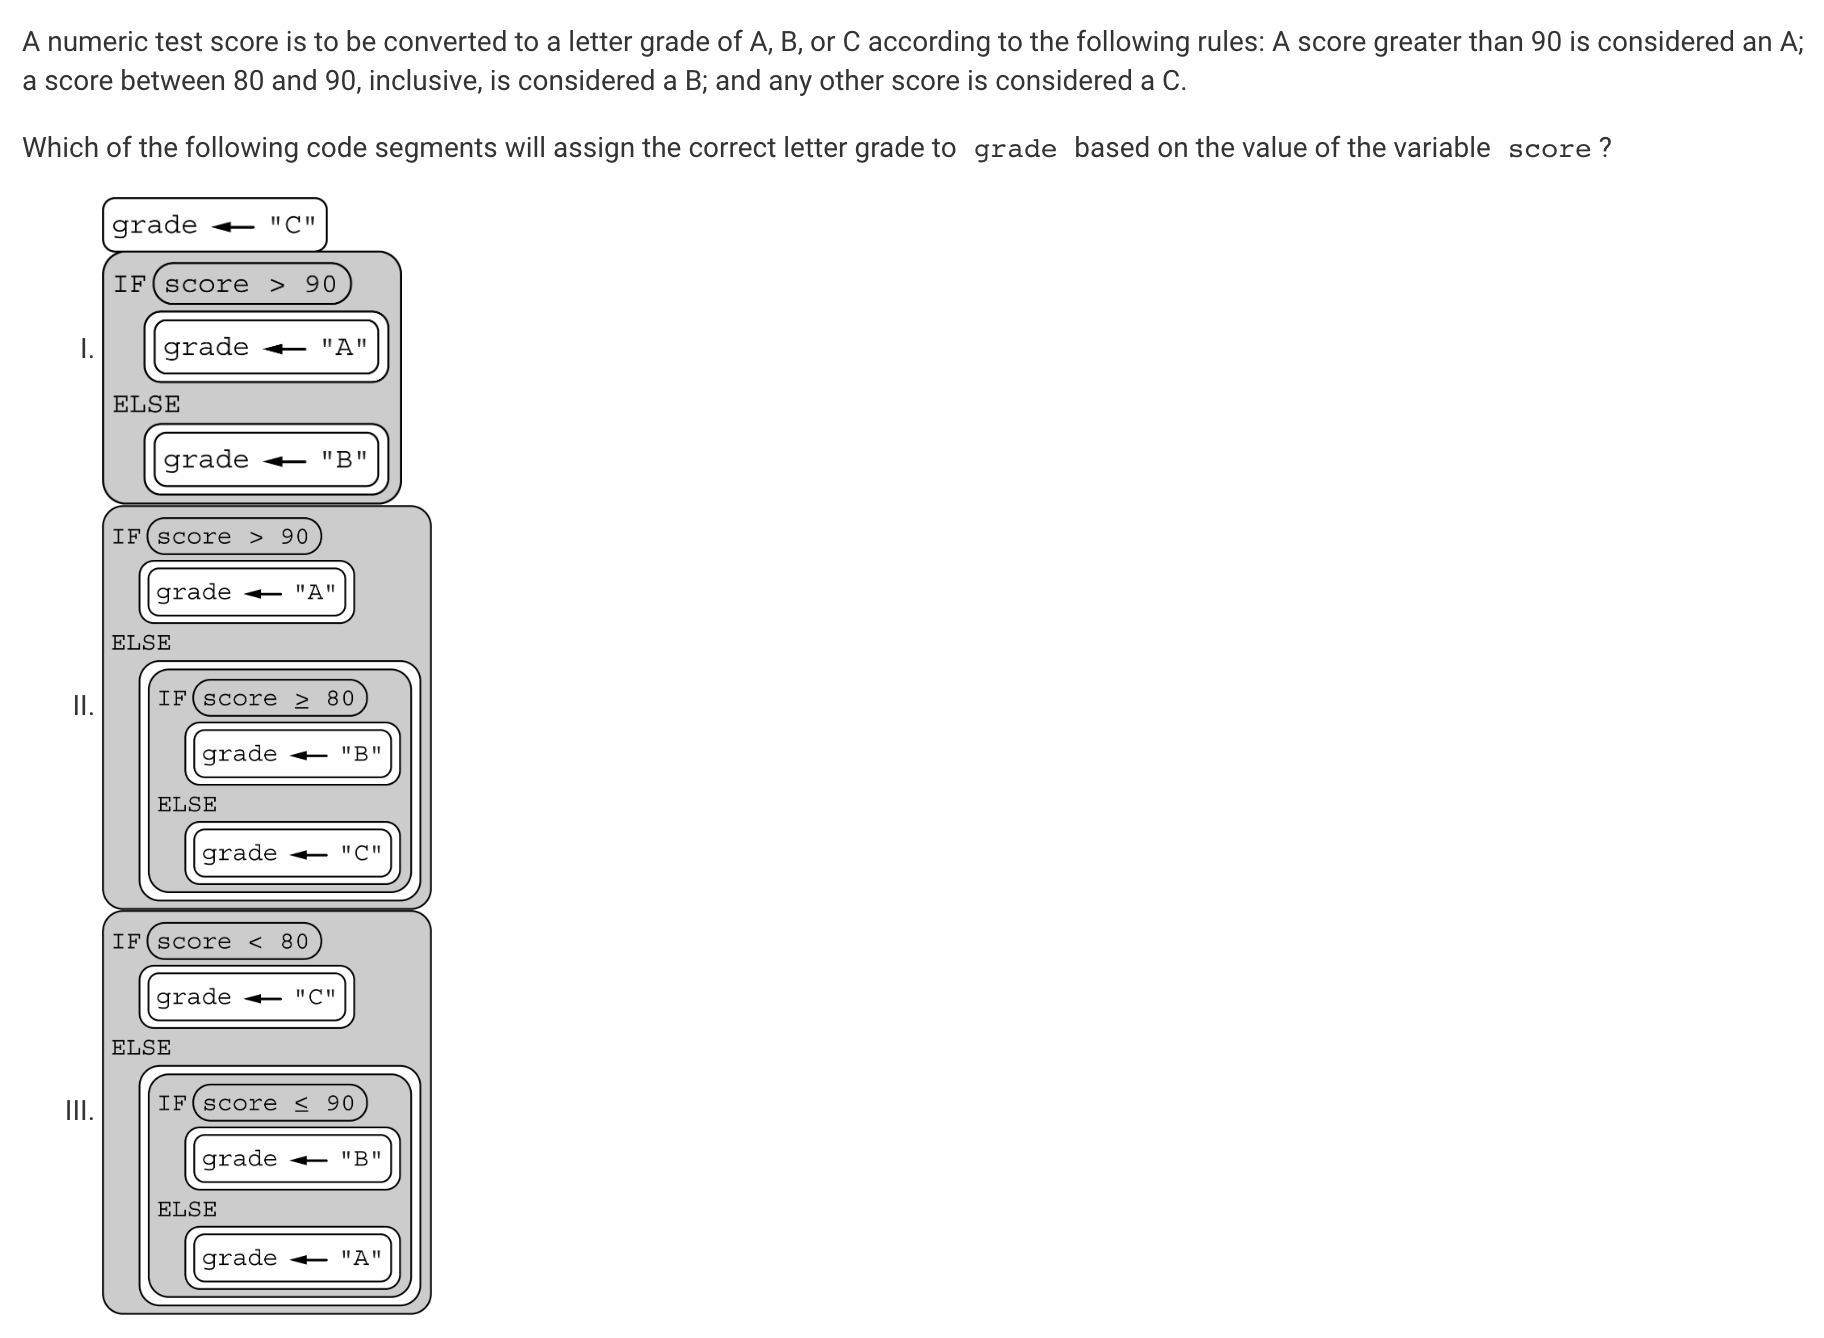 A numeric test score is to be converted to a letter grade of A, B, or C according to the following rules: A score greater than 90 is considered an A;
a score between 80 and 90, inclusive, is considered a B; and any other score is considered a C.
Which of the following code segments will assign the correct letter grade to grade based on the value of the variable score ?
I.
grade ← "C"
IF score > 90
grade ← "A"
ELSE
grade ← "B"
II.
IF score > 90
grade ← "A"
ELSE
IF score ≥ 80
grade ← "B"
ELSE
grade ← "C"
III.
IF score < 80
grade ← "C"
ELSE
IF score ≤ 90
grade ← "B"
ELSE
grade ← "A"